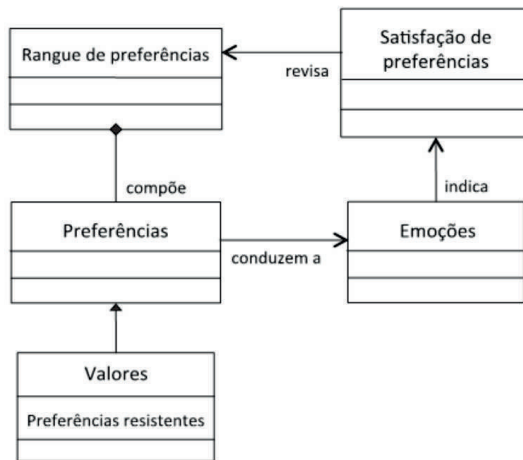 Rangue de preferências
Satisfação de
preferências
revisa
compõe
indica
Preferências
conduzem a
Emoções
Valores
Preferências resistentes